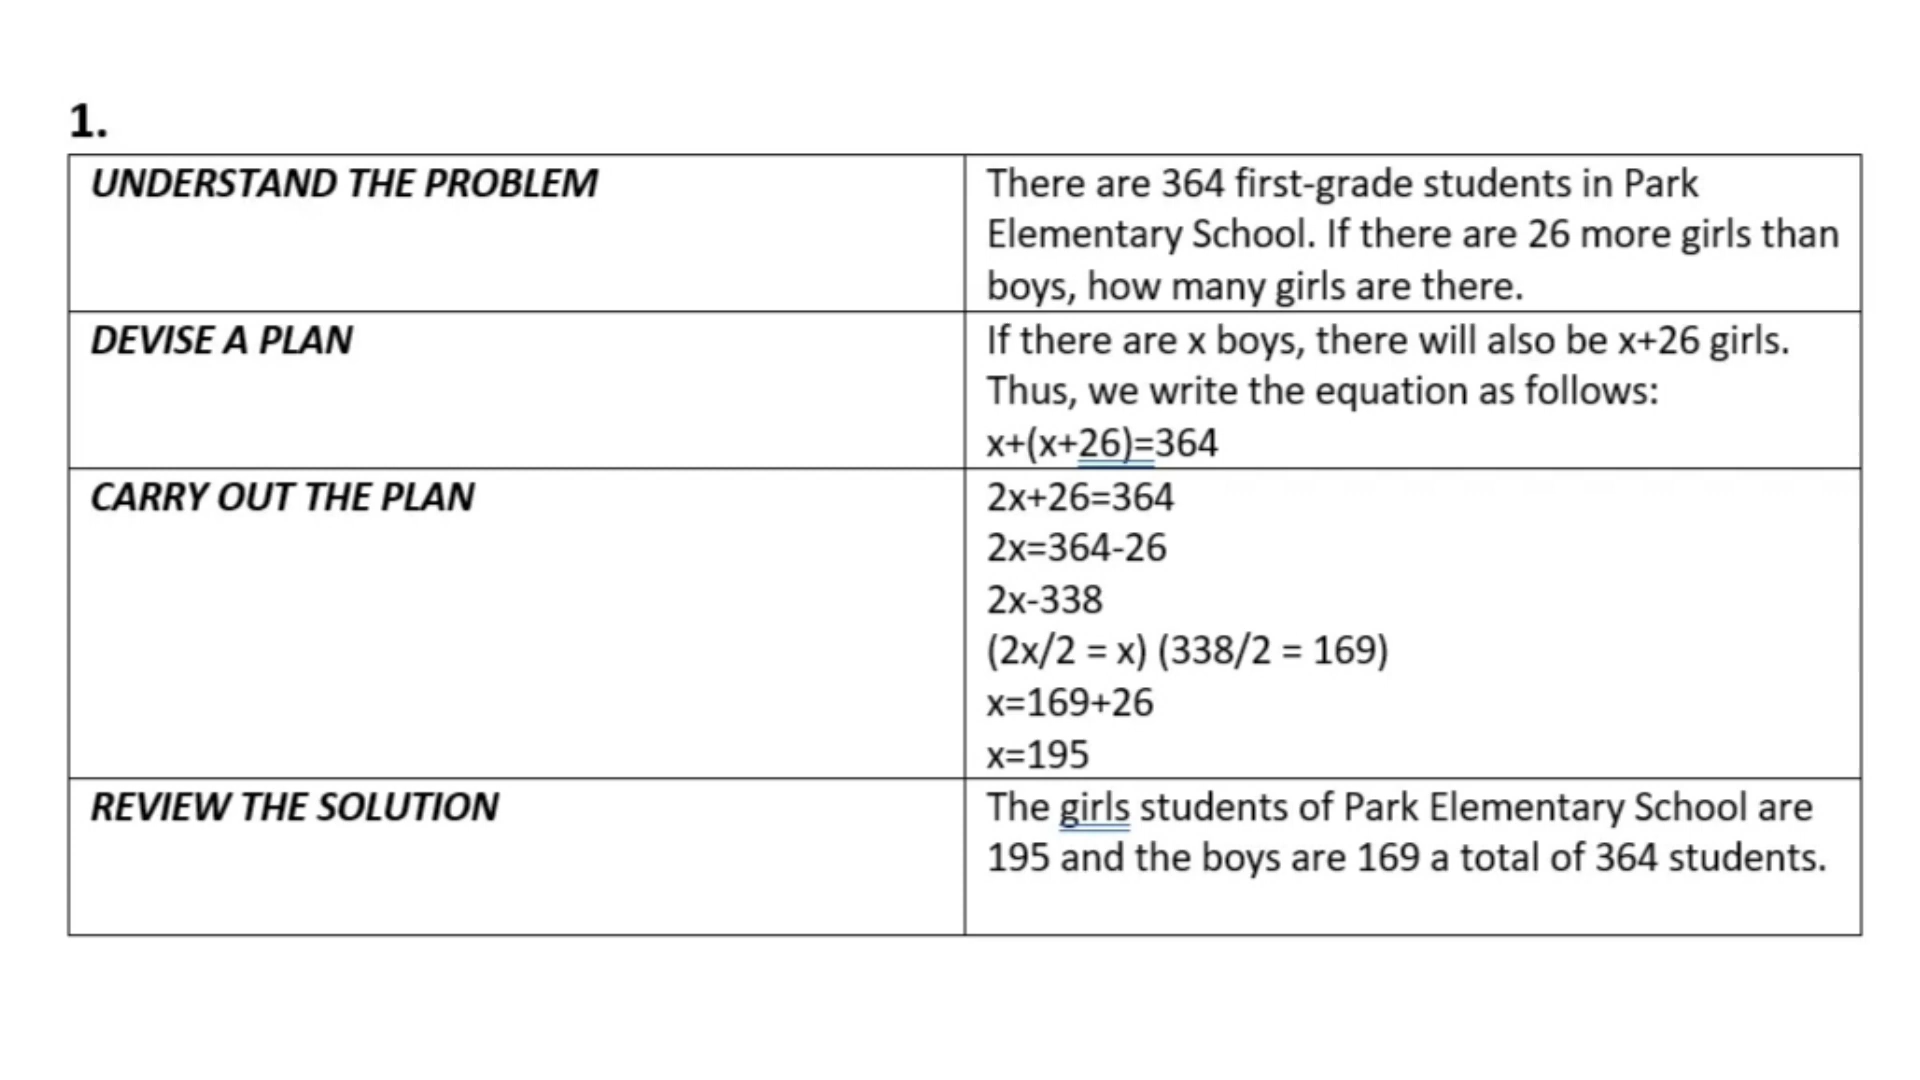 1.
UNDERSTAND THE PROBLEM
There are 364 first-grade students in Park
Elementary School. If there are 26 more girls than
boys, how many girls are there.
DEVISE A PLAN
If there are x boys, there will also be x+26 girls.
Thus, we write the equation as follows:
x+(x+26)=364
CARRY OUT THE PLAN
2x+26=364
2x=364-26
2x-338
(2x/2 = x) (338/2 = 169)
x=169+26
x=195
REVIEW THE SOLUTION
The girls students of Park Elementary School are
195 and the boys are 169 a total of 364 students.